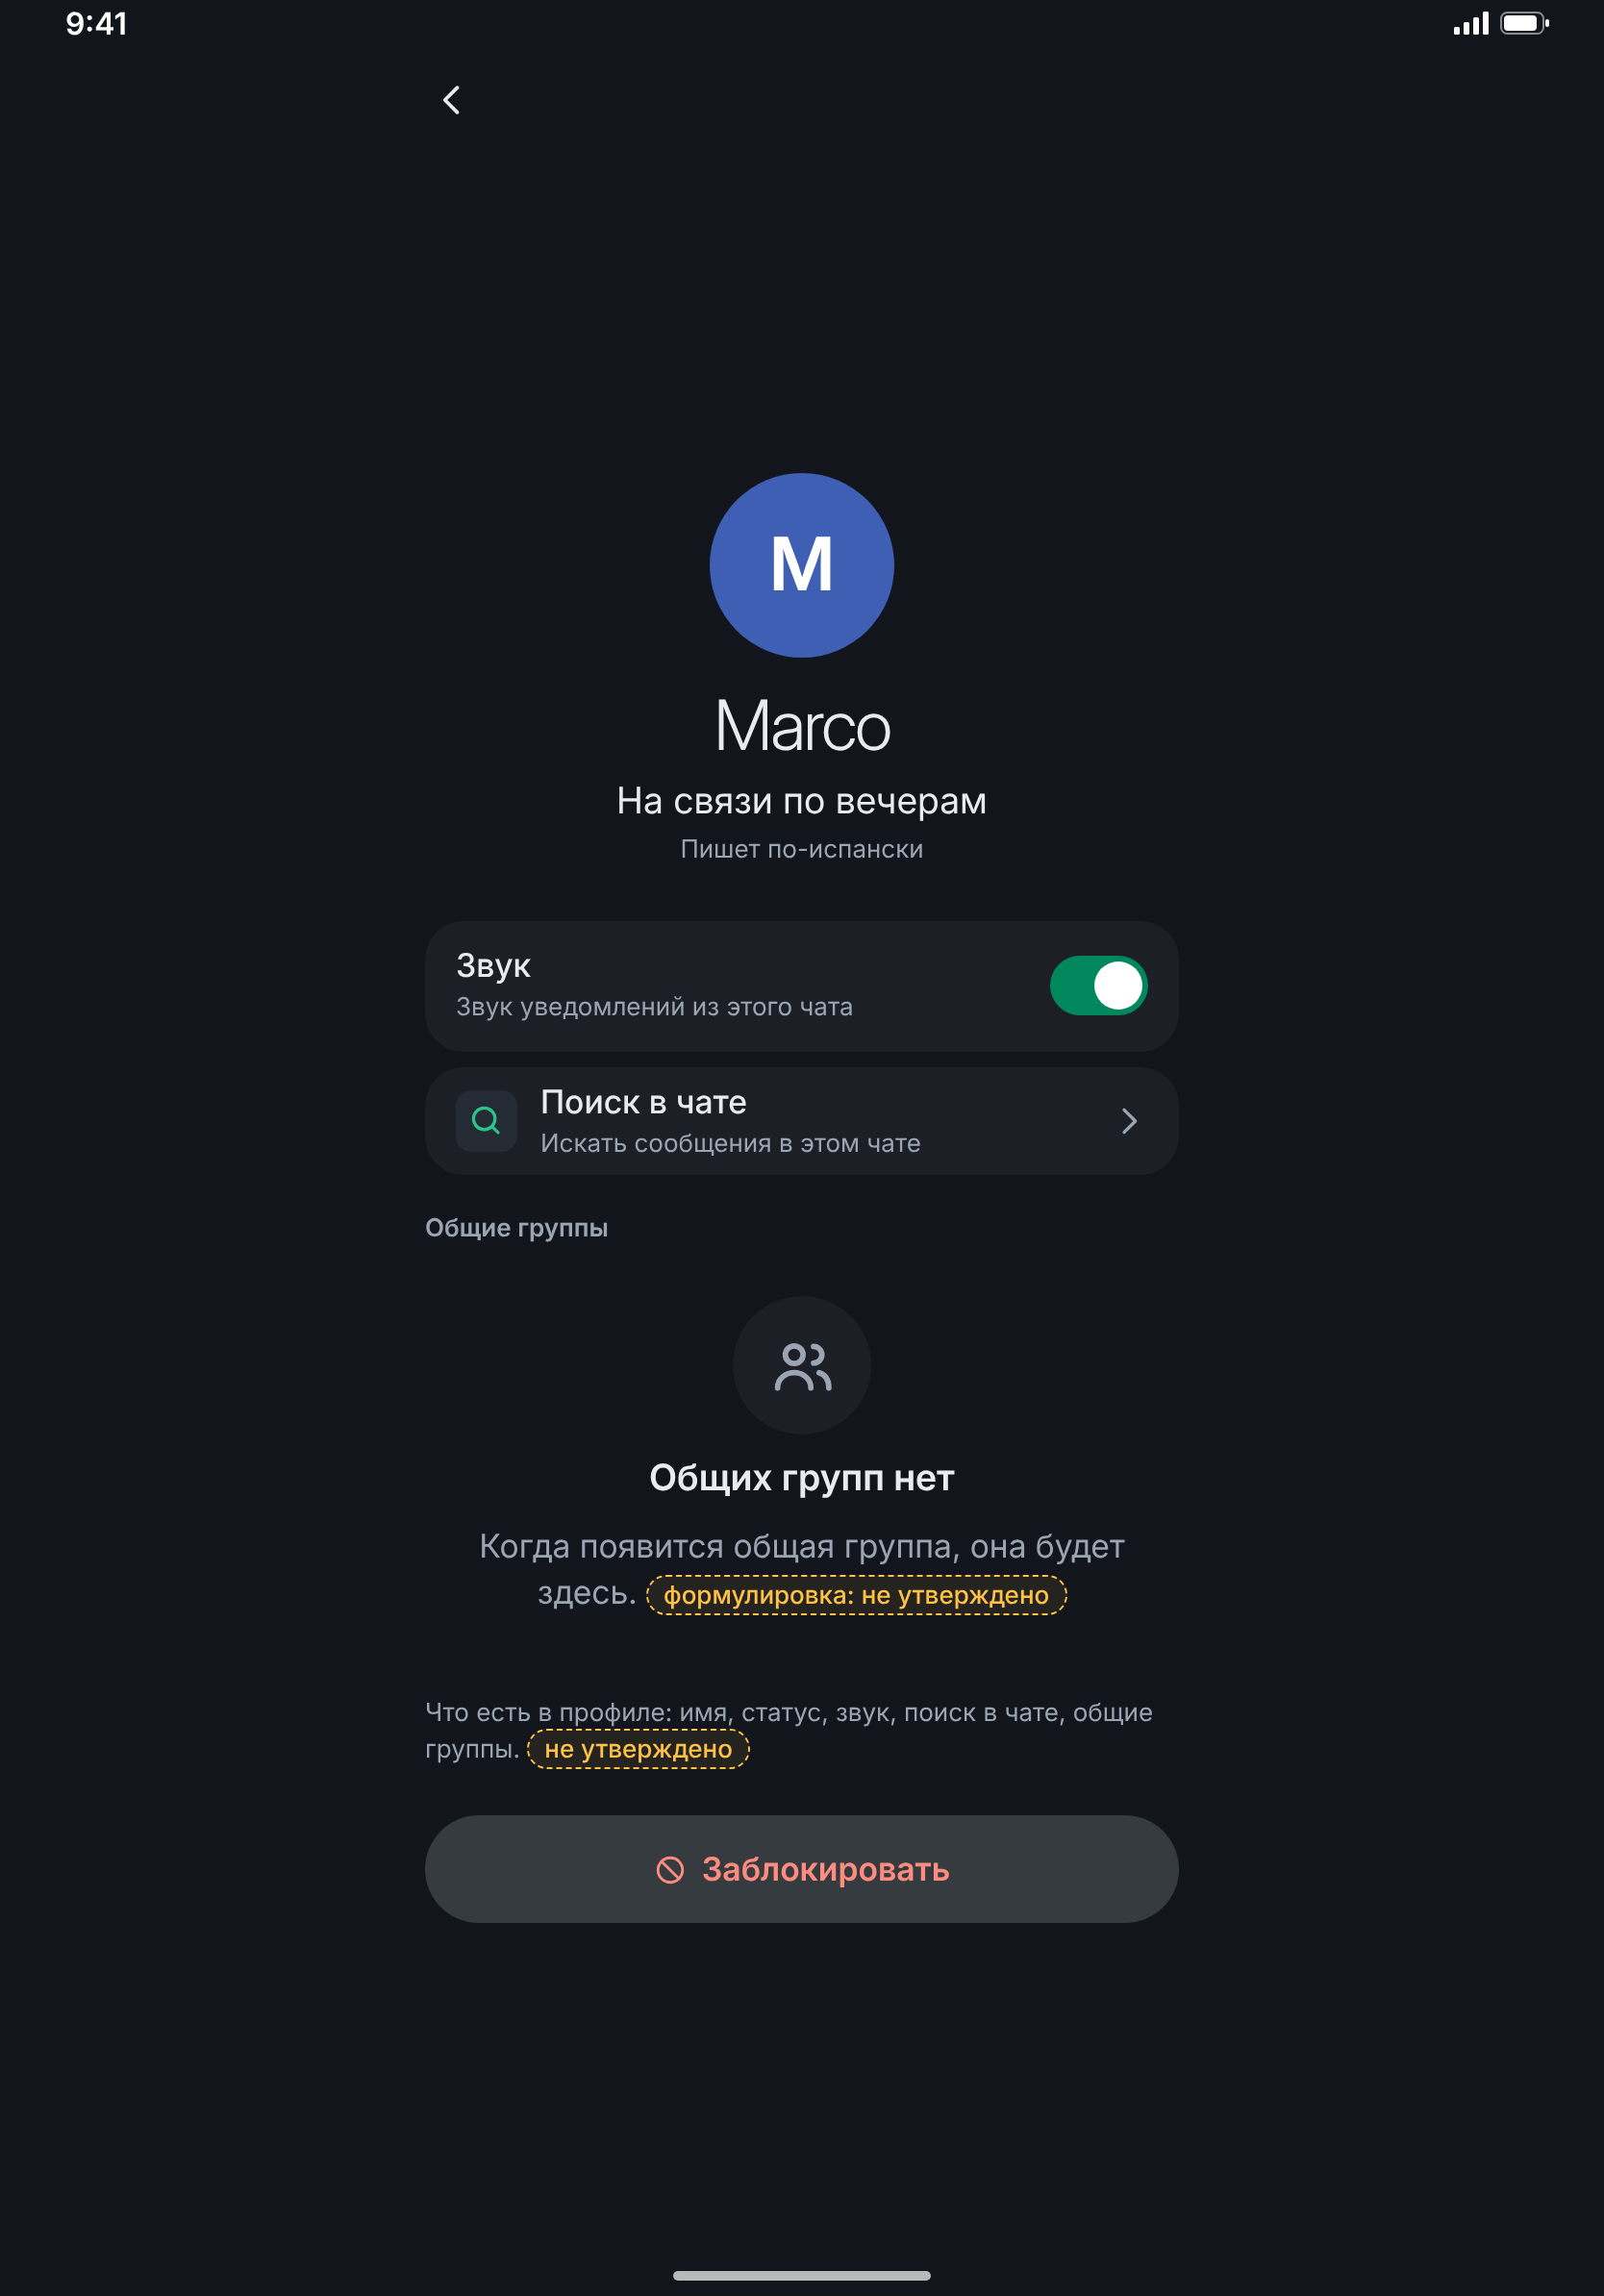 9:41
M
Marco
На связи по вечерам
Пишет по-испански
Звук
Звук уведомлений из этого чата
Поиск в чате
Искать сообщения в этом чате
Общие группы
Общих групп нет
Когда появится общая группа, она будет
здесь. формулировка: не утверждено
Что есть в профиле: имя, статус, звук, поиск в чате, общие
группы. не утверждено
Заблокировать